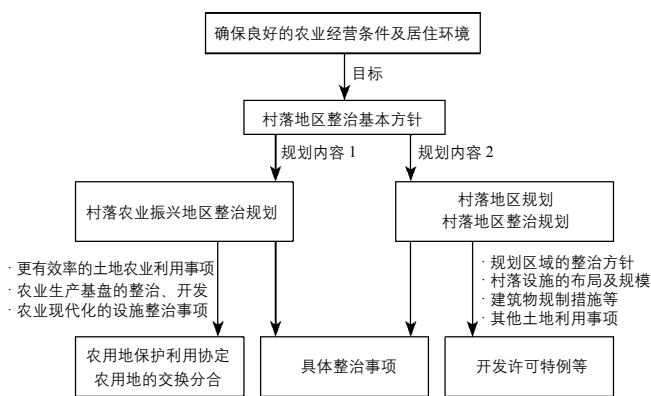 确保良好的农业经营条件及居住环境
目标
村落地区整治基本方针
规划内容 1
规划内容 2
村落农业振兴地区整治规划
村落地区规划
村落地区整治规划
· 更有效率的土地农业利用事项
· 农业生产基盘的整治、开发
· 农业现代化的设施整治事项
· 规划区域的整治方针
· 村落设施的布局及规模
· 建筑物规制措施等
· 其他土地利用事项
农用地保护利用协定
农用地的交换分合
具体整治事项
开发许可特例等